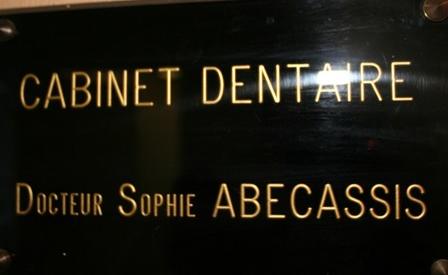 CABINET DENTAIRE
DOCTEUR SOPHIE ABECASSIS